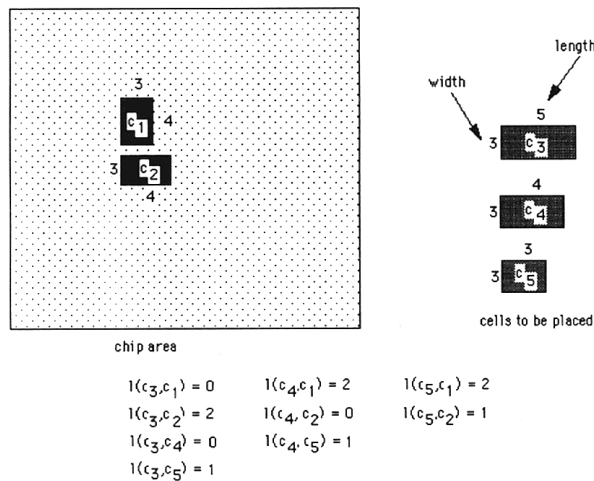 3
c1 4
3 c2
4
chip area
length
width
5
3 c3
4
3 c4
3
3 c5
cells to be placed
l(c3,c1) = 0 l(c4,c1) = 2 l(c5,c1) = 2
l(c3,c2) = 2 l(c4,c2) = 0 l(c5,c2) = 1
l(c3,c4) = 0 l(c4,c5) = 1
l(c3,c5) = 1